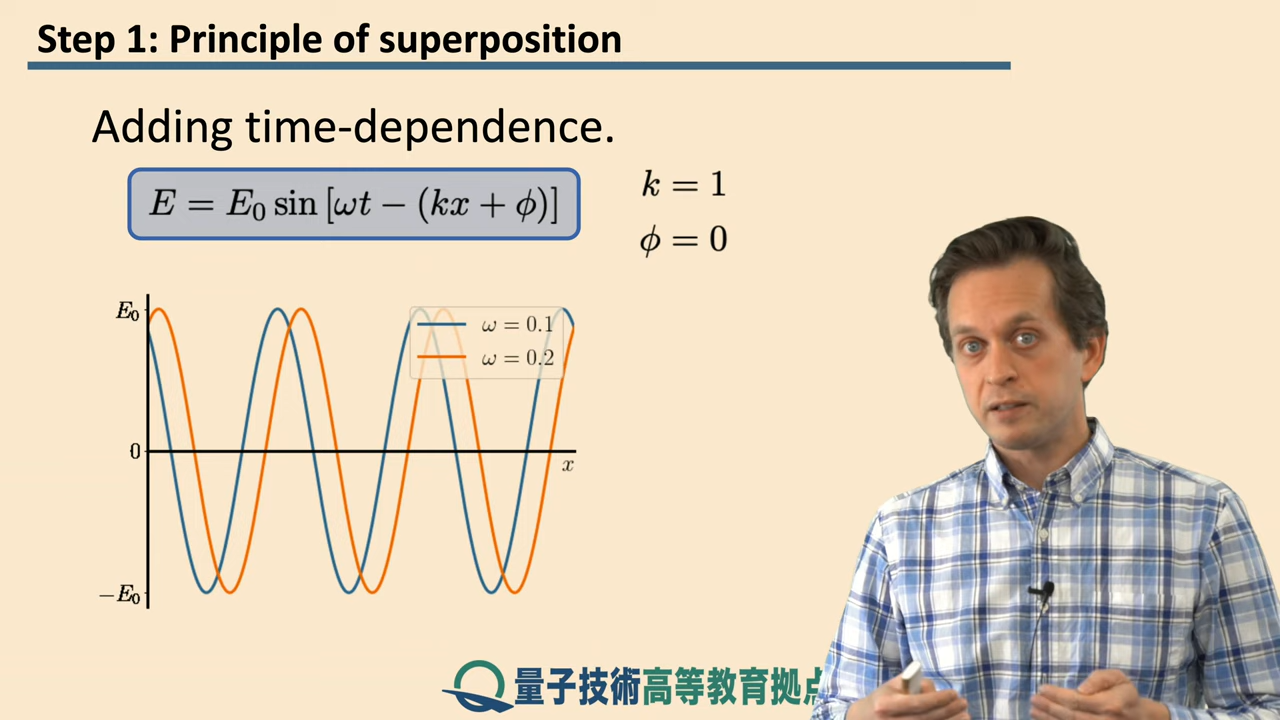 Step 1: Principle of superposition
Adding time-dependence.
E = E₀ sin [ωt − (kx + ϕ)]
k = 1
ϕ = 0
E₀
ω = 0.1
ω = 0.2
0
x
−E₀
量子技術高等教育拠点